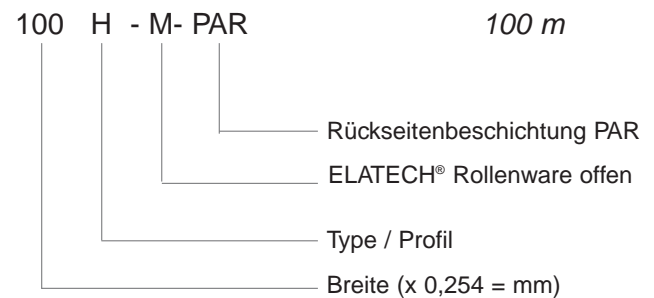 100 H - M- PAR 100 m
Rückseitenbeschichtung PAR
ELATECH® Rollenware offen
Type / Profil
Breite (x 0,254 = mm)